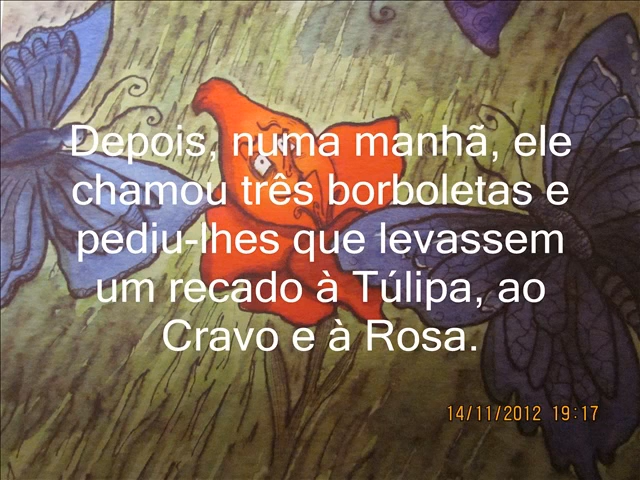 Depois, numa manhã, ele
chamou três borboletas e
pediu-lhes que levassem
um recado à Túlipa, ao
Cravo e à Rosa.
14/11/2012 19:17